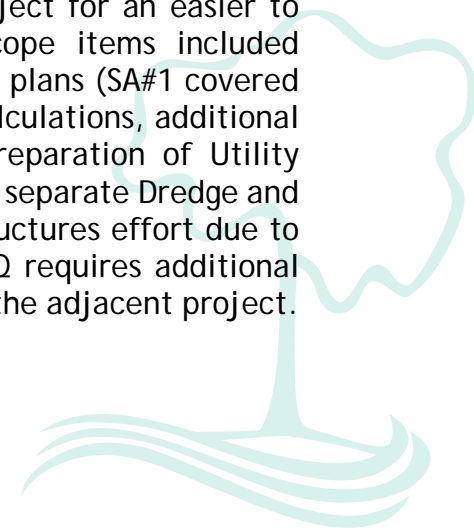 ject for an easier to
cope items included
plans (SA#1 covered
lculations, additional
reparation of Utility
separate Dredge and
uctures effort due to
requires additional
the adjacent project.